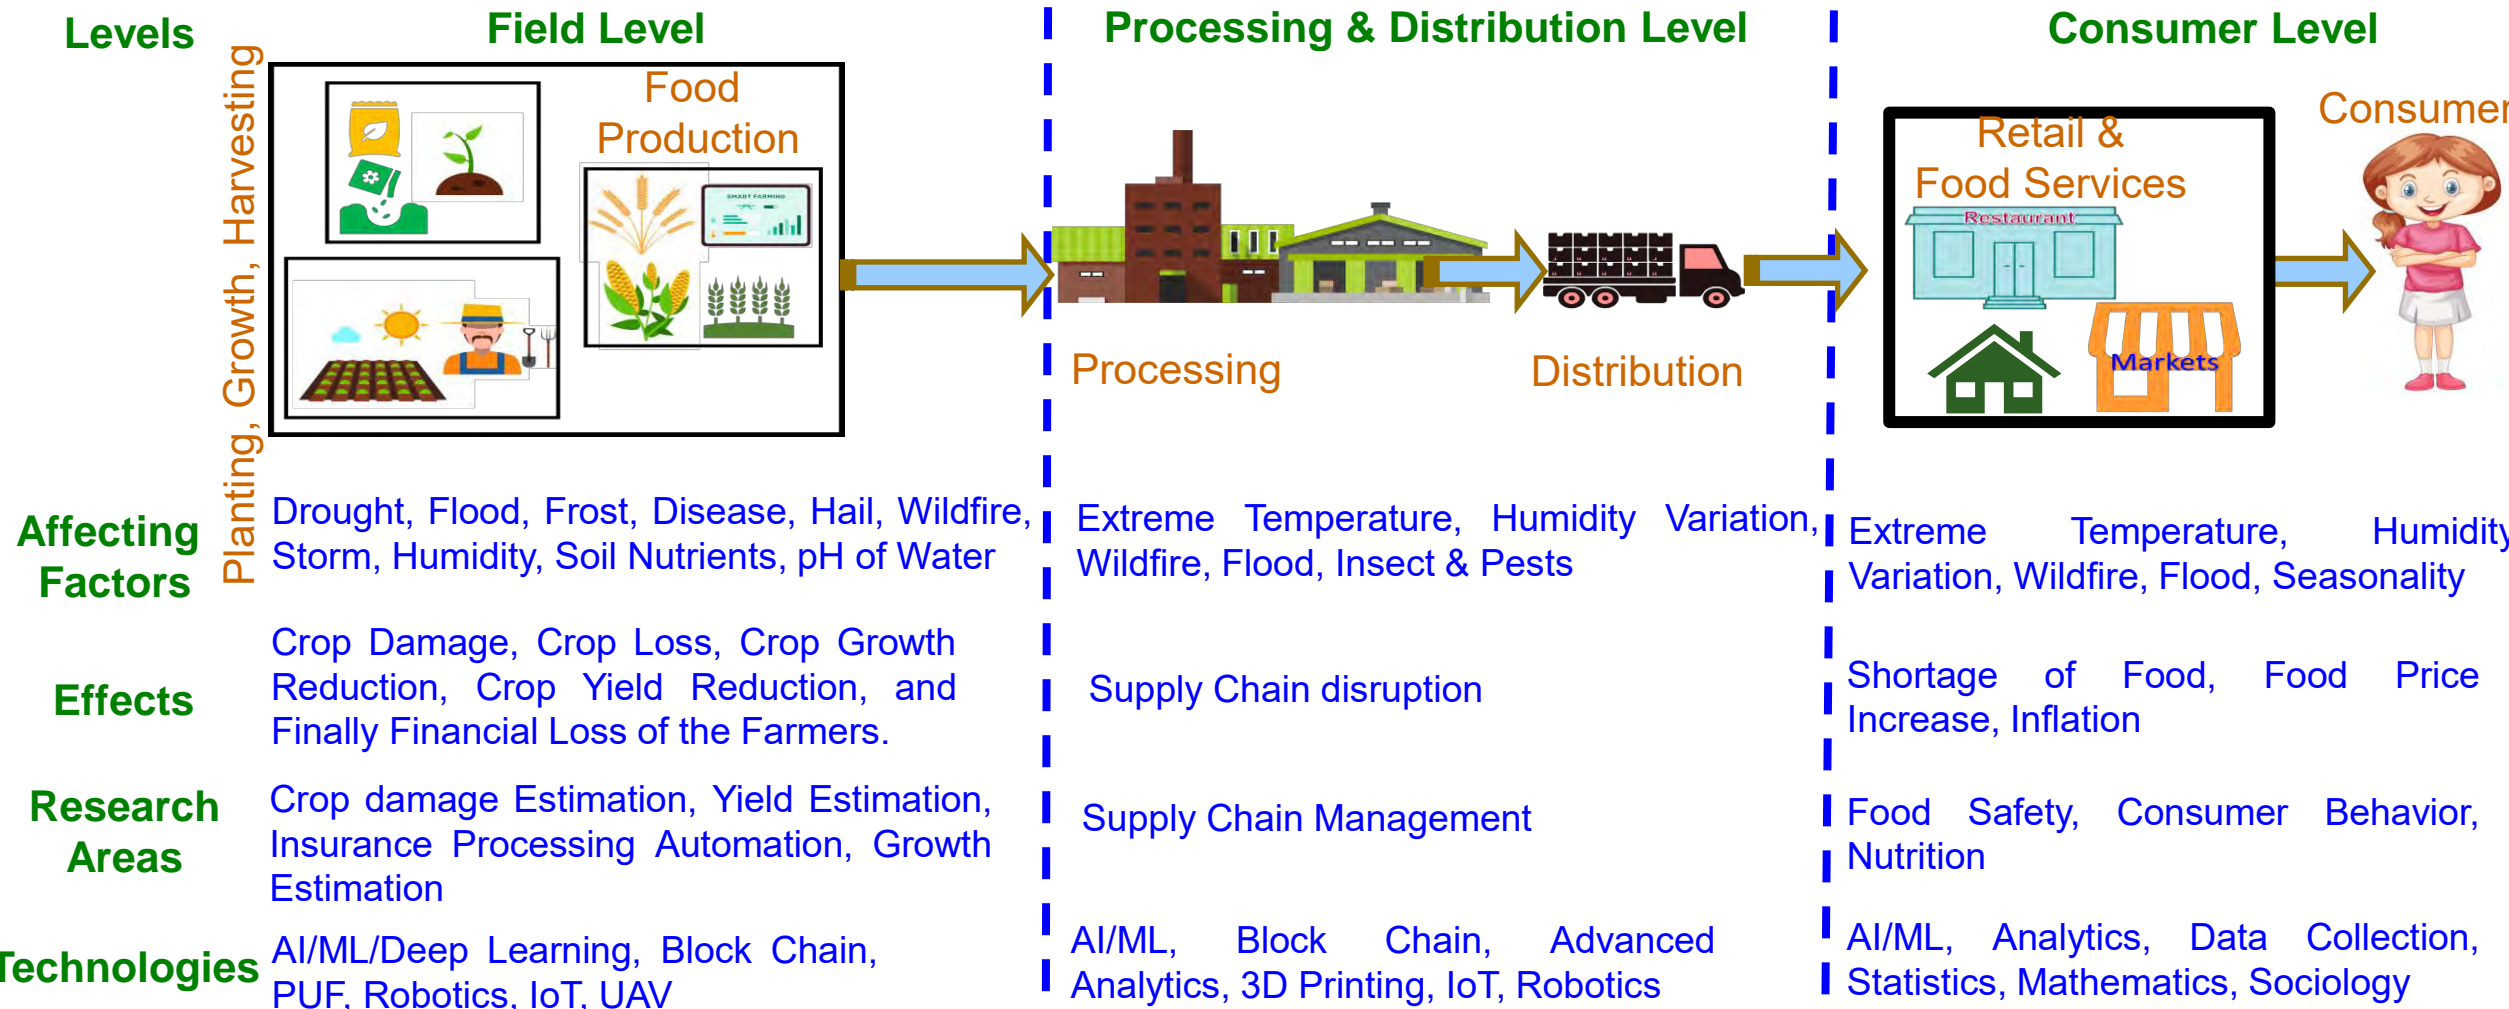 Levels
Field Level
Processing & Distribution Level
Consumer Level
Planting, Growth, Harvesting
Food
Production
SMART FARMING
Processing
Distribution
Retail &
Food Services
Restaurant
Markets
Consumer
Affecting
Factors
Drought, Flood, Frost, Disease, Hail, Wildfire,
Storm, Humidity, Soil Nutrients, pH of Water
Extreme Temperature, Humidity Variation,
Wildfire, Flood, Insect & Pests
Extreme Temperature, Humidity
Variation, Wildfire, Flood, Seasonality
Effects
Crop Damage, Crop Loss, Crop Growth
Reduction, Crop Yield Reduction, and
Finally Financial Loss of the Farmers.
Supply Chain disruption
Shortage of Food, Food Price
Increase, Inflation
Research
Areas
Crop damage Estimation, Yield Estimation,
Insurance Processing Automation, Growth
Estimation
Supply Chain Management
Food Safety, Consumer Behavior,
Nutrition
Technologies
AI/ML/Deep Learning, Block Chain,
PUF, Robotics, IoT, UAV
AI/ML, Block Chain, Advanced
Analytics, 3D Printing, IoT, Robotics
AI/ML, Analytics, Data Collection,
Statistics, Mathematics, Sociology